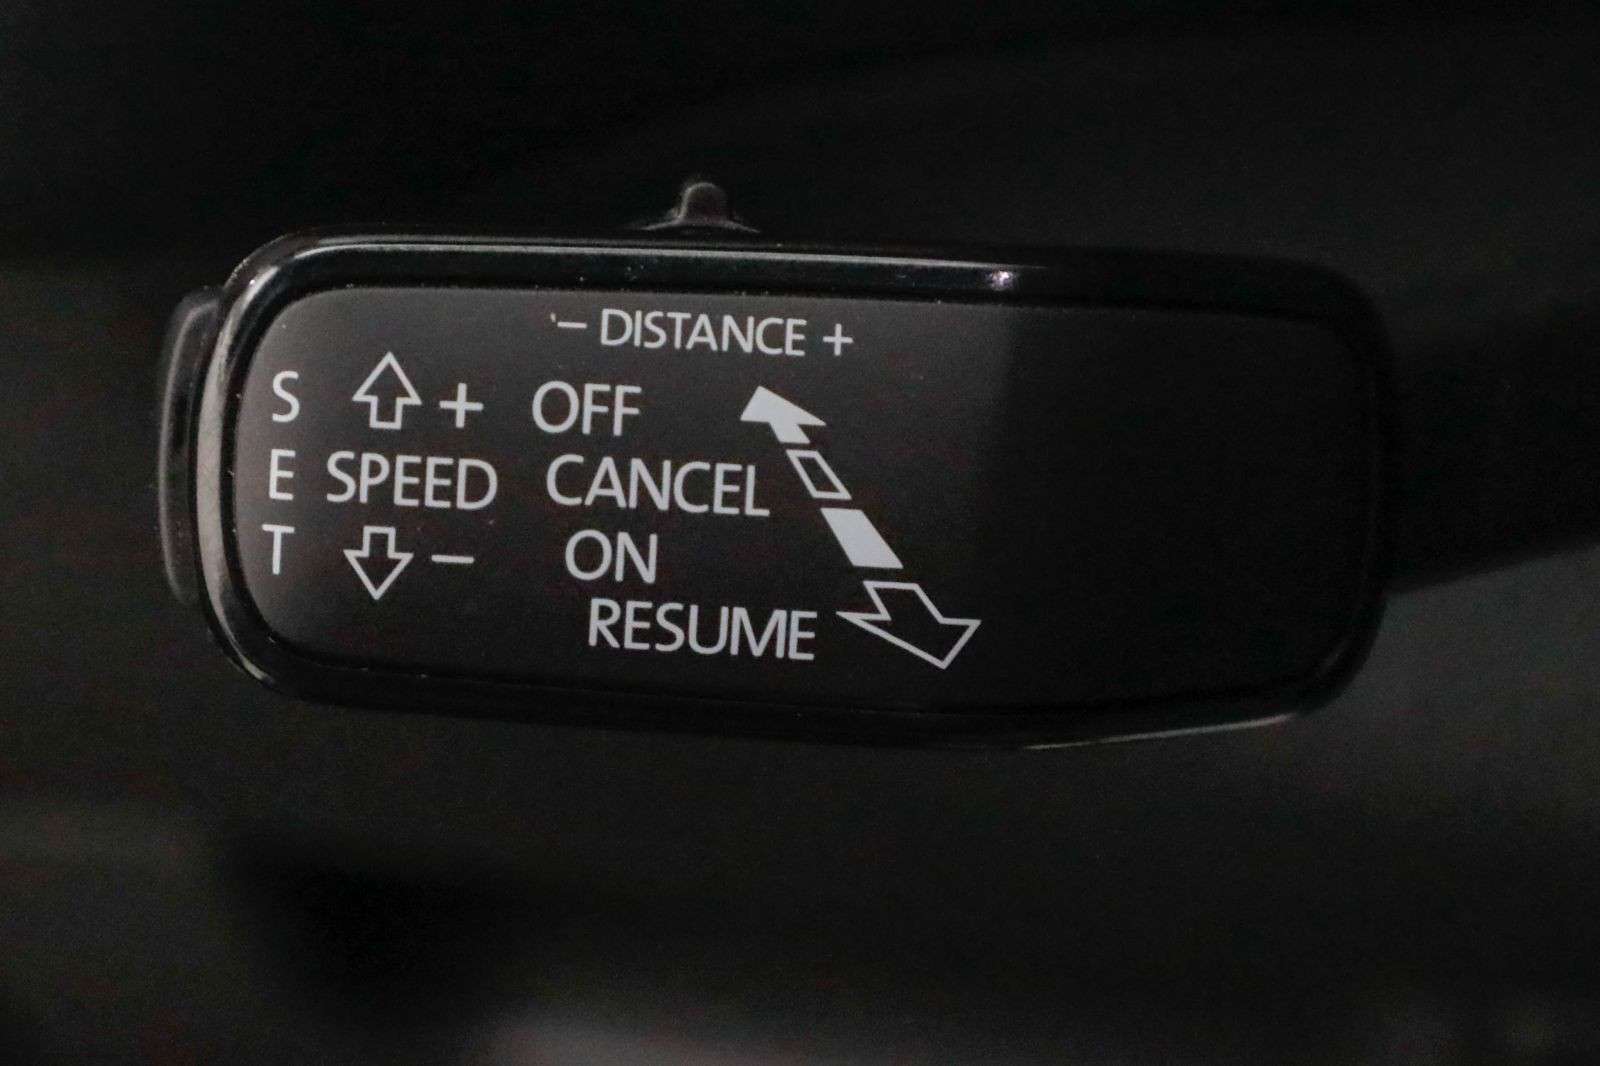 - DISTANCE +
S + OFF
E SPEED CANCEL
T - ON
RESUME